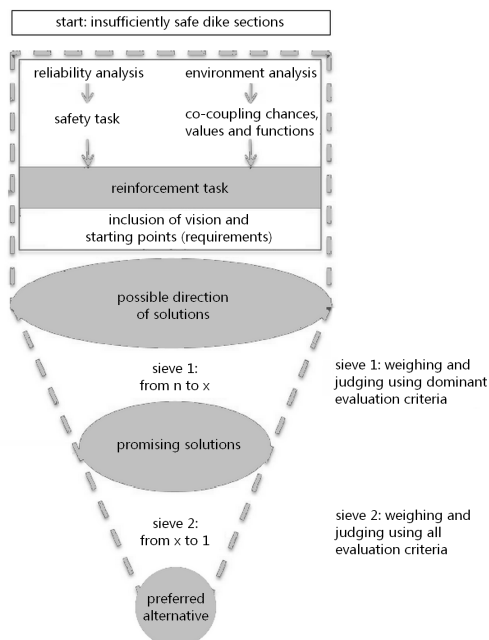 start: insufficiently safe dike sections
reliability analysis
environment analysis
safety task
co-coupling chances,
values and functions
reinforcement task
inclusion of vision and
starting points (requirements)
possible direction
of solutions
sieve 1:
from n to x
sieve 1: weighing and
judging using dominant
evaluation criteria
promising solutions
sieve 2:
from x to 1
sieve 2: weighing and
judging using all
evaluation criteria
preferred
alternative